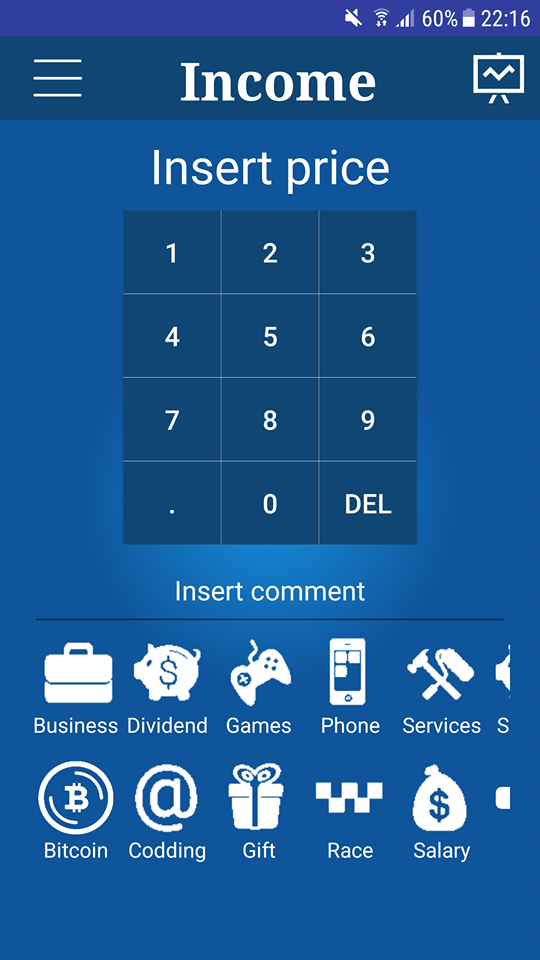 60% 22:16
Income
Insert price
1 2 3
4 5 6
7 8 9
. 0 DEL
Insert comment
$
Business Dividend Games Phone Services S
$
Bitcoin Codding Gift Race Salary